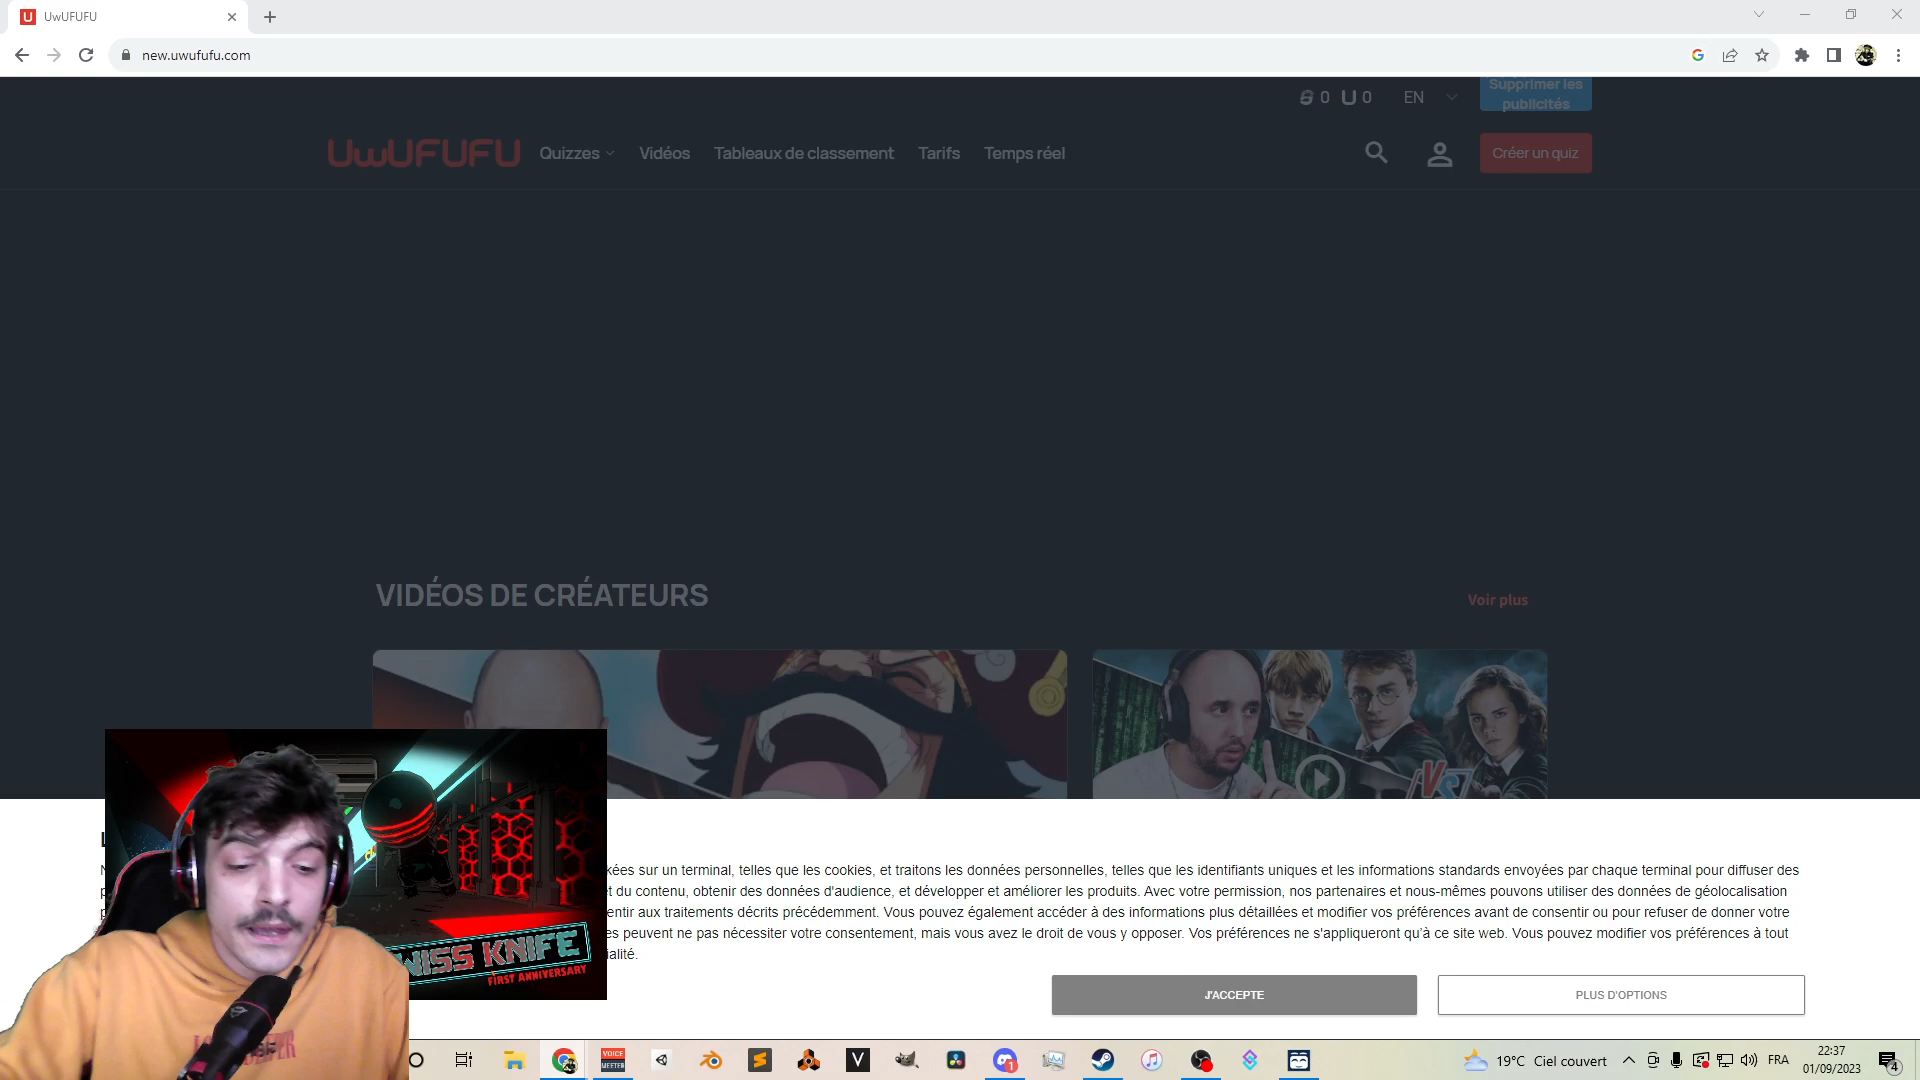 UwUFUFU
new.uwufufu.com
0 0 EN
Supprimer les
publicités
UwUFUFU Quizzes Vidéos Tableaux de classement Tarifs Temps réel
Créer un quiz
VIDÉOS DE CRÉATEURS
Voir plus
VS
kées sur un terminal, telles que les cookies, et traitons les données personnelles, telles que les identifiants uniques et les informations standards envoyées par chaque terminal pour diffuser des
et du contenu, obtenir des données d'audience, et développer et améliorer les produits. Avec votre permission, nos partenaires et nous-mêmes pouvons utiliser des données de géolocalisation
entir aux traitements décrits précédemment. Vous pouvez également accéder à des informations plus détaillées et modifier vos préférences avant de consentir ou pour refuser de donner votre
es peuvent ne pas nécessiter votre consentement, mais vous avez le droit de vous y opposer. Vos préférences ne s'appliqueront qu'à ce site web. Vous pouvez modifier vos préférences à tout
ialité.
WISS KNIFE
FIRST ANNIVERSARY
J'ACCEPTE
PLUS D'OPTIONS
VOICE
MEETER
1
19°C Ciel couvert
FRA
22:37
01/09/2023
4